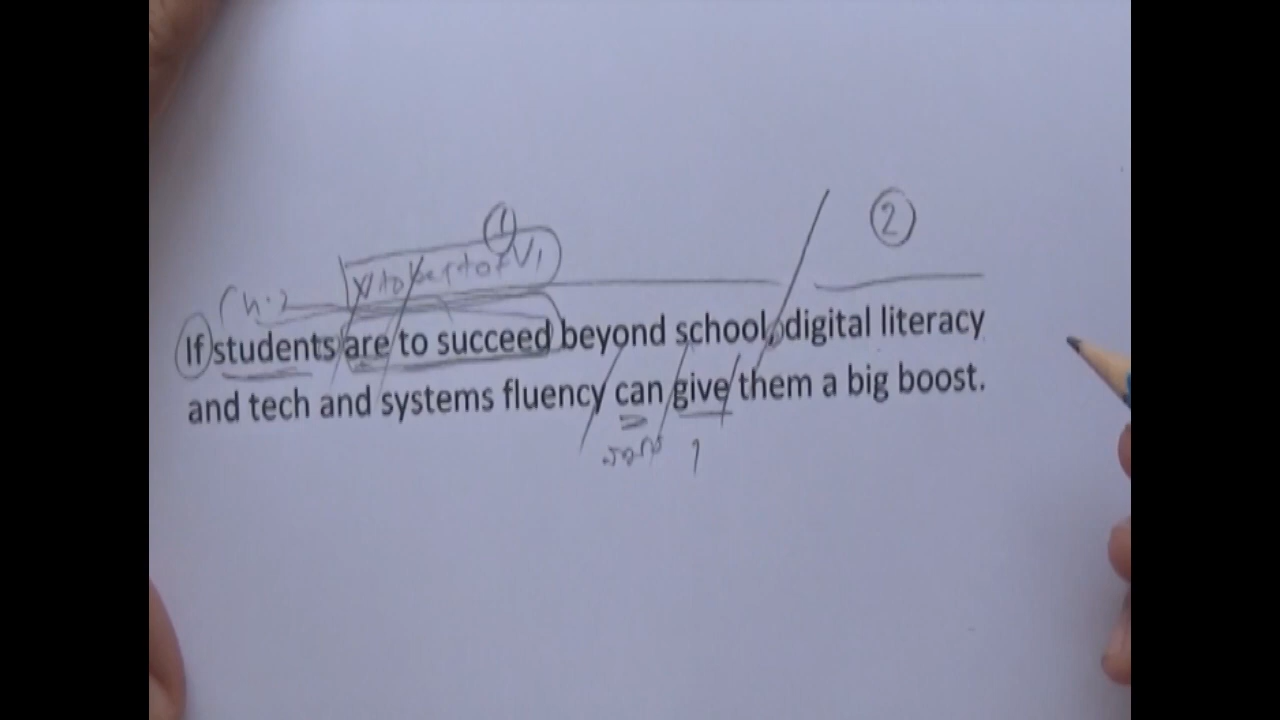 ①
②
If students are to succeed beyond school, digital literacy
and tech and systems fluency can give them a big boost.